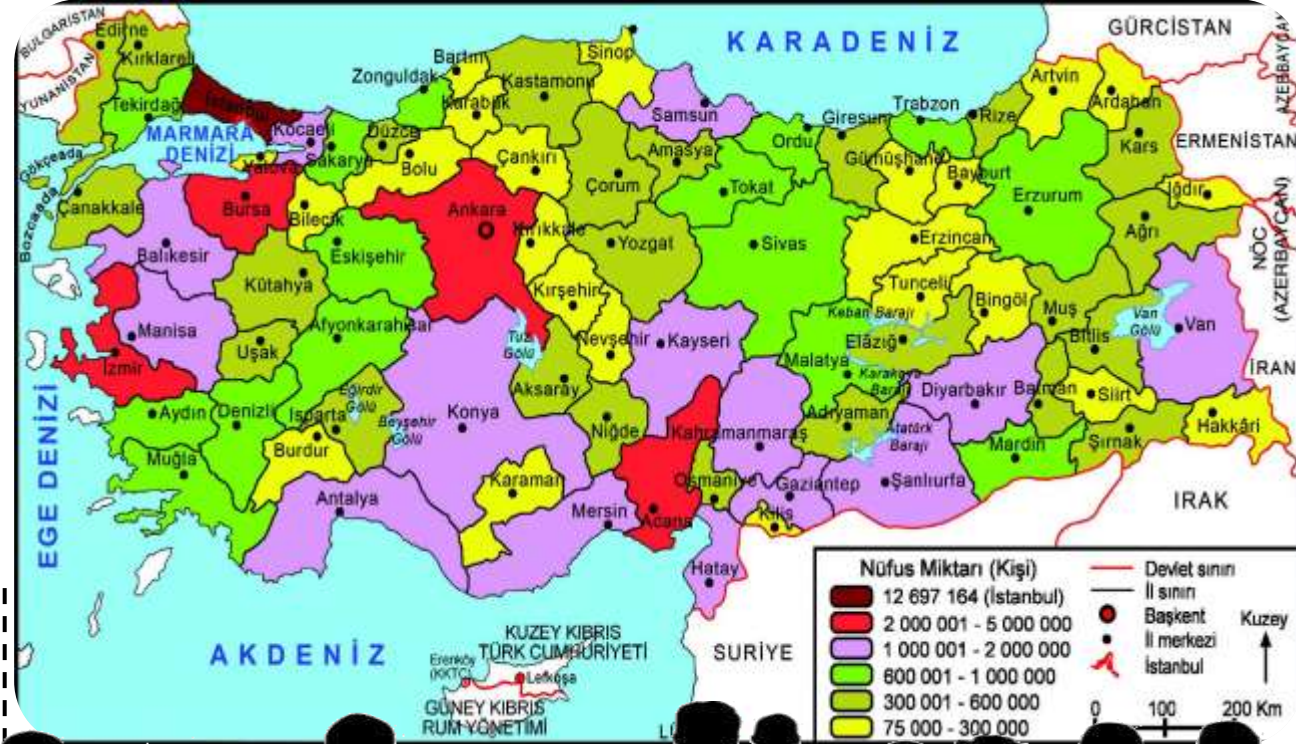 BULGARİSTAN
YUNANİSTAN
GÜRCİSTAN
AZERBAYCAN
ERMENİSTAN
NÖC
(AZERBAYCAN)
İRAN
IRAK
SURİYE
KARADENİZ
MARMARA
DENİZİ
EGE DENİZİ
AKDENİZ
Edirne
Kırklareli
Tekirdağ
İstanbul
Kocaeli
Yalova
Sakarya
Düzce
Zonguldak
Bartın
Karabük
Kastamonu
Sinop
Samsun
Ordu
Giresun
Trabzon
Rize
Artvin
Ardahan
Kars
Iğdır
Gökçeada
Bozcaada
Çanakkale
Balıkesir
Bursa
Bilecik
Bolu
Çankırı
Çorum
Amasya
Tokat
Gümüşhane
Bayburt
Erzurum
Ağrı
Ankara
Kırıkkale
Yozgat
Sivas
Erzincan
Eskişehir
Kütahya
Kırşehir
Tunceli
Bingöl
Muş
Bitlis
Van
Gölü
Van
Manisa
İzmir
Uşak
Afyonkarahisar
Tuz
Gölü
Nevşehir
Kayseri
Malatya
Keban Barajı
Elâzığ
Karakaya
Barajı
Diyarbakır
Batman
Siirt
Hakkâri
Şırnak
Mardin
Aydın
Denizli
Isparta
Eğirdir
Gölü
Beyşehir
Gölü
Burdur
Konya
Aksaray
Niğde
Kahramanmaraş
Adıyaman
Atatürk
Barajı
Muğla
Antalya
Karaman
Mersin
Adana
Osmaniye
Gaziantep
Kilis
Şanlıurfa
Hatay
KUZEY KIBRIS
TÜRK CUMHURİYETİ
Erenköy
(KKTC)
Lefkoşa
GÜNEY KIBRIS
RUM YÖNETİMİ
Nüfus Miktarı (Kişi)
12 697 164 (İstanbul)
2 000 001 - 5 000 000
1 000 001 - 2 000 000
600 001 - 1 000 000
300 001 - 600 000
75 000 - 300 000
Devlet sınırı
İl sınırı
Başkent
İl merkezi
İstanbul
Kuzey
0 100 200 Km